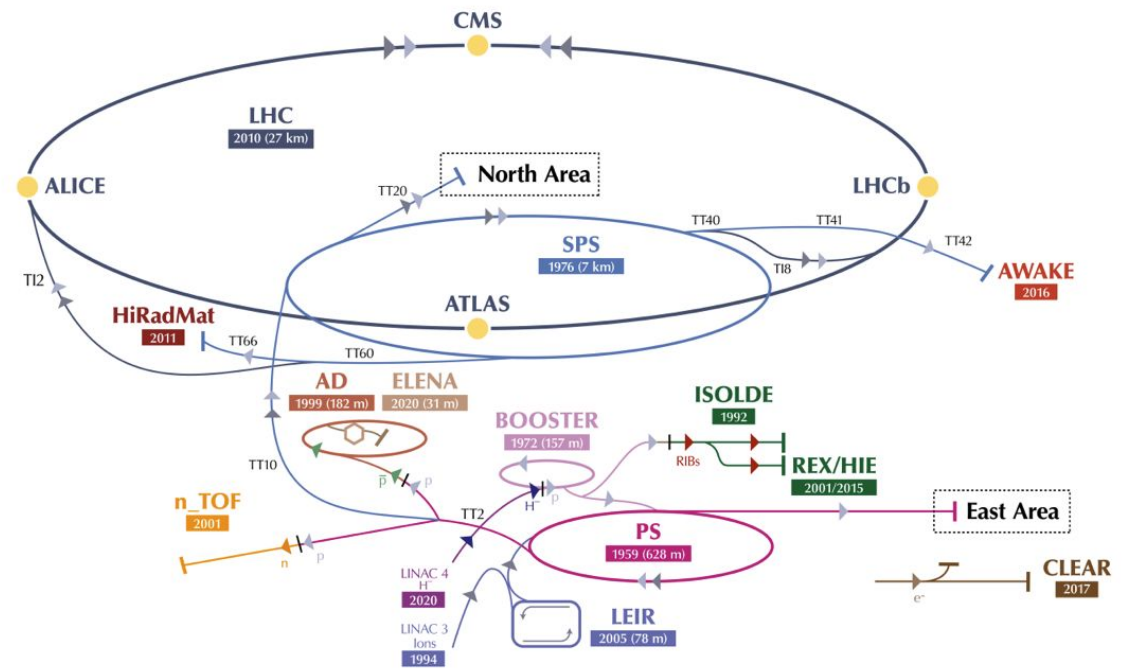 CMS
LHC
2010 (27 km)
North Area
ALICE
LHCb
TT20
TT40
TT41
SPS
1976 (7 km)
TT42
TI8
TI2
AWAKE
2016
ATLAS
HiRadMat
2011
TT66
TT60
AD
1999 (182 m)
ELENA
2020 (31 m)
ISOLDE
1992
BOOSTER
1972 (157 m)
RIBs
REX/HIE
2001/2015
TT10
p̅
p
H⁻
p
n_TOF
2001
TT2
East Area
PS
1959 (628 m)
n
p
LINAC 4
H⁻
2020
CLEAR
2017
e⁻
LEIR
2005 (78 m)
LINAC 3
Ions
1994